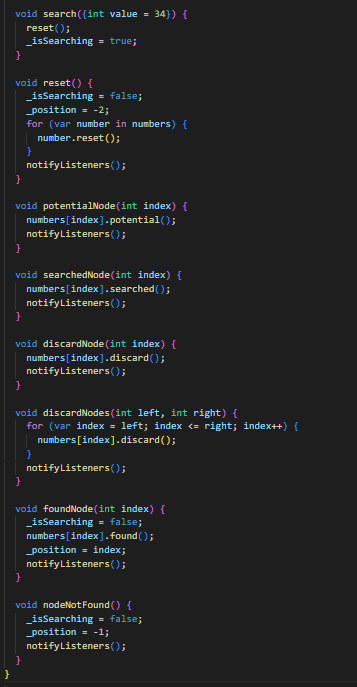 void search({int value = 34}) {
reset();
_isSearching = true;
}
void reset() {
_isSearching = false;
_position = -2;
for (var number in numbers) {
number.reset();
}
notifyListeners();
}
void potentialNode(int index) {
numbers[index].potential();
notifyListeners();
}
void searchedNode(int index) {
numbers[index].searched();
notifyListeners();
}
void discardNode(int index) {
numbers[index].discard();
notifyListeners();
}
void discardNodes(int left, int right) {
for (var index = left; index <= right; index++) {
numbers[index].discard();
}
notifyListeners();
}
void foundNode(int index) {
_isSearching = false;
numbers[index].found();
_position = index;
notifyListeners();
}
void nodeNotFound() {
_isSearching = false;
_position = -1;
notifyListeners();
}
}